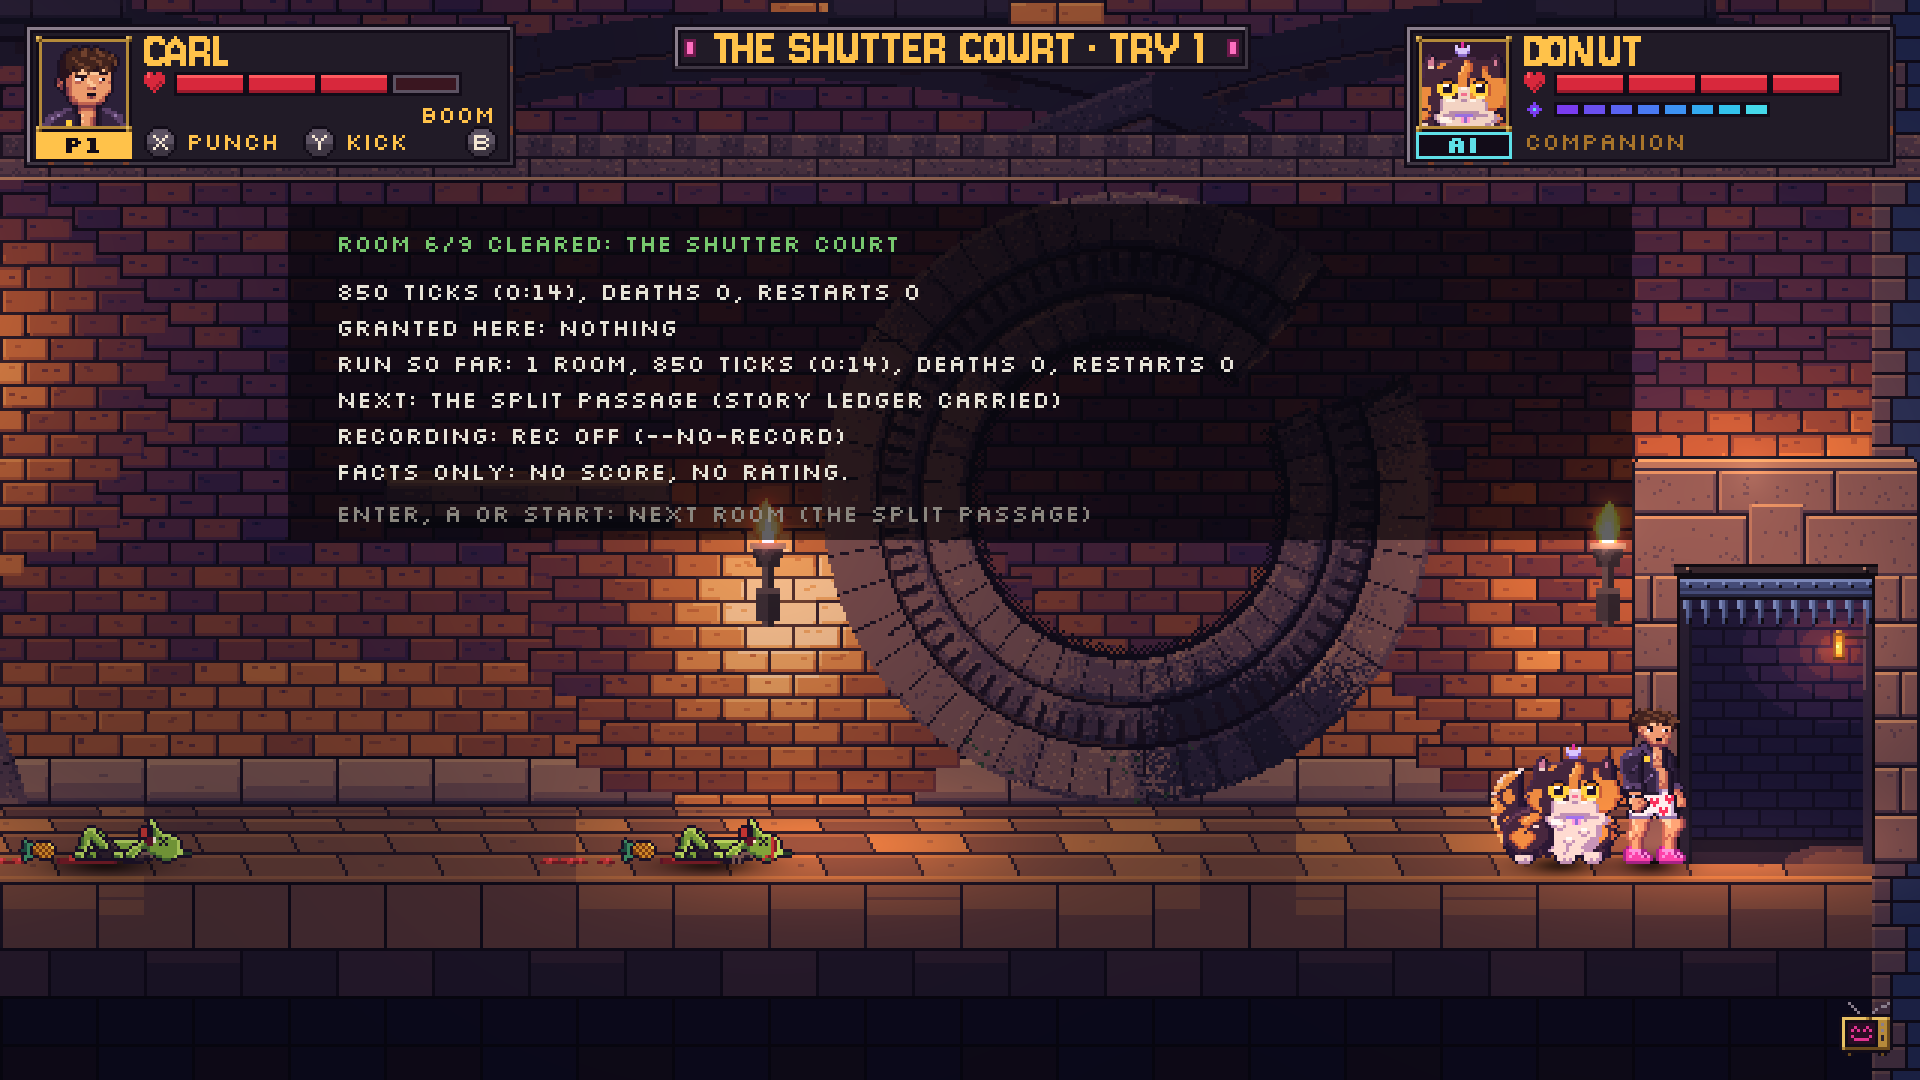 CARL
BOOM
P1
X PUNCH Y KICK B
THE SHUTTER COURT · TRY 1
DONUT
AI
COMPANION
ROOM 6/9 CLEARED: THE SHUTTER COURT
850 TICKS (0:14), DEATHS 0, RESTARTS 0
GRANTED HERE: NOTHING
RUN SO FAR: 1 ROOM, 850 TICKS (0:14), DEATHS 0, RESTARTS 0
NEXT: THE SPLIT PASSAGE (STORY LEDGER CARRIED)
RECORDING: REC OFF (--NO-RECORD)
FACTS ONLY: NO SCORE, NO RATING.
ENTER, A OR START: NEXT ROOM (THE SPLIT PASSAGE)